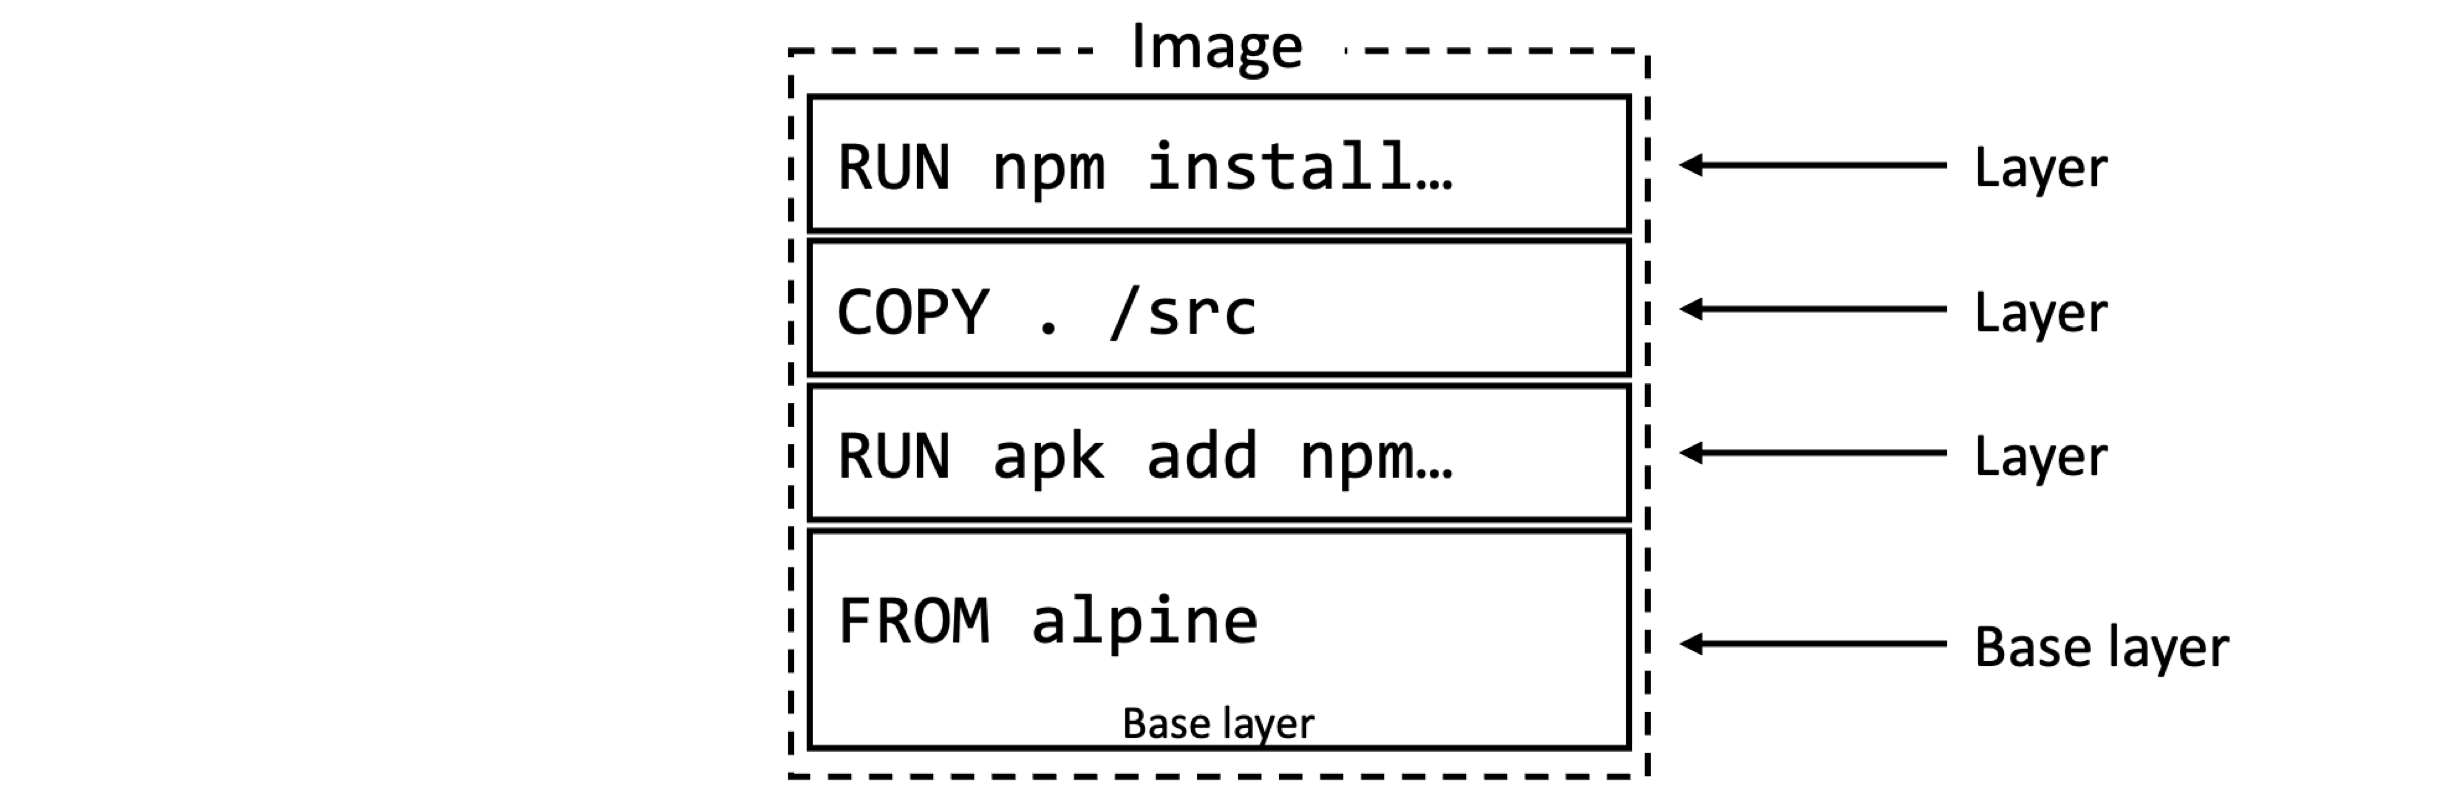 Image
RUN npm install…
Layer
COPY . /src
Layer
RUN apk add npm…
Layer
FROM alpine
Base layer
Base layer